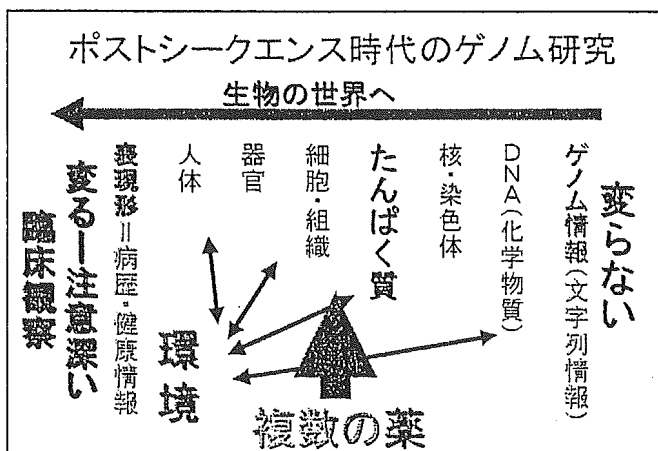 ポストシークエンス時代のゲノム研究
生物の世界へ
変らない
ゲノム情報(文字列情報)
DNA(化学物質)
核・染色体
たんぱく質
細胞・組織
器官
人体
表現形=病歴・健康情報
変るー注意深い
臨床観察
環境
複数の薬